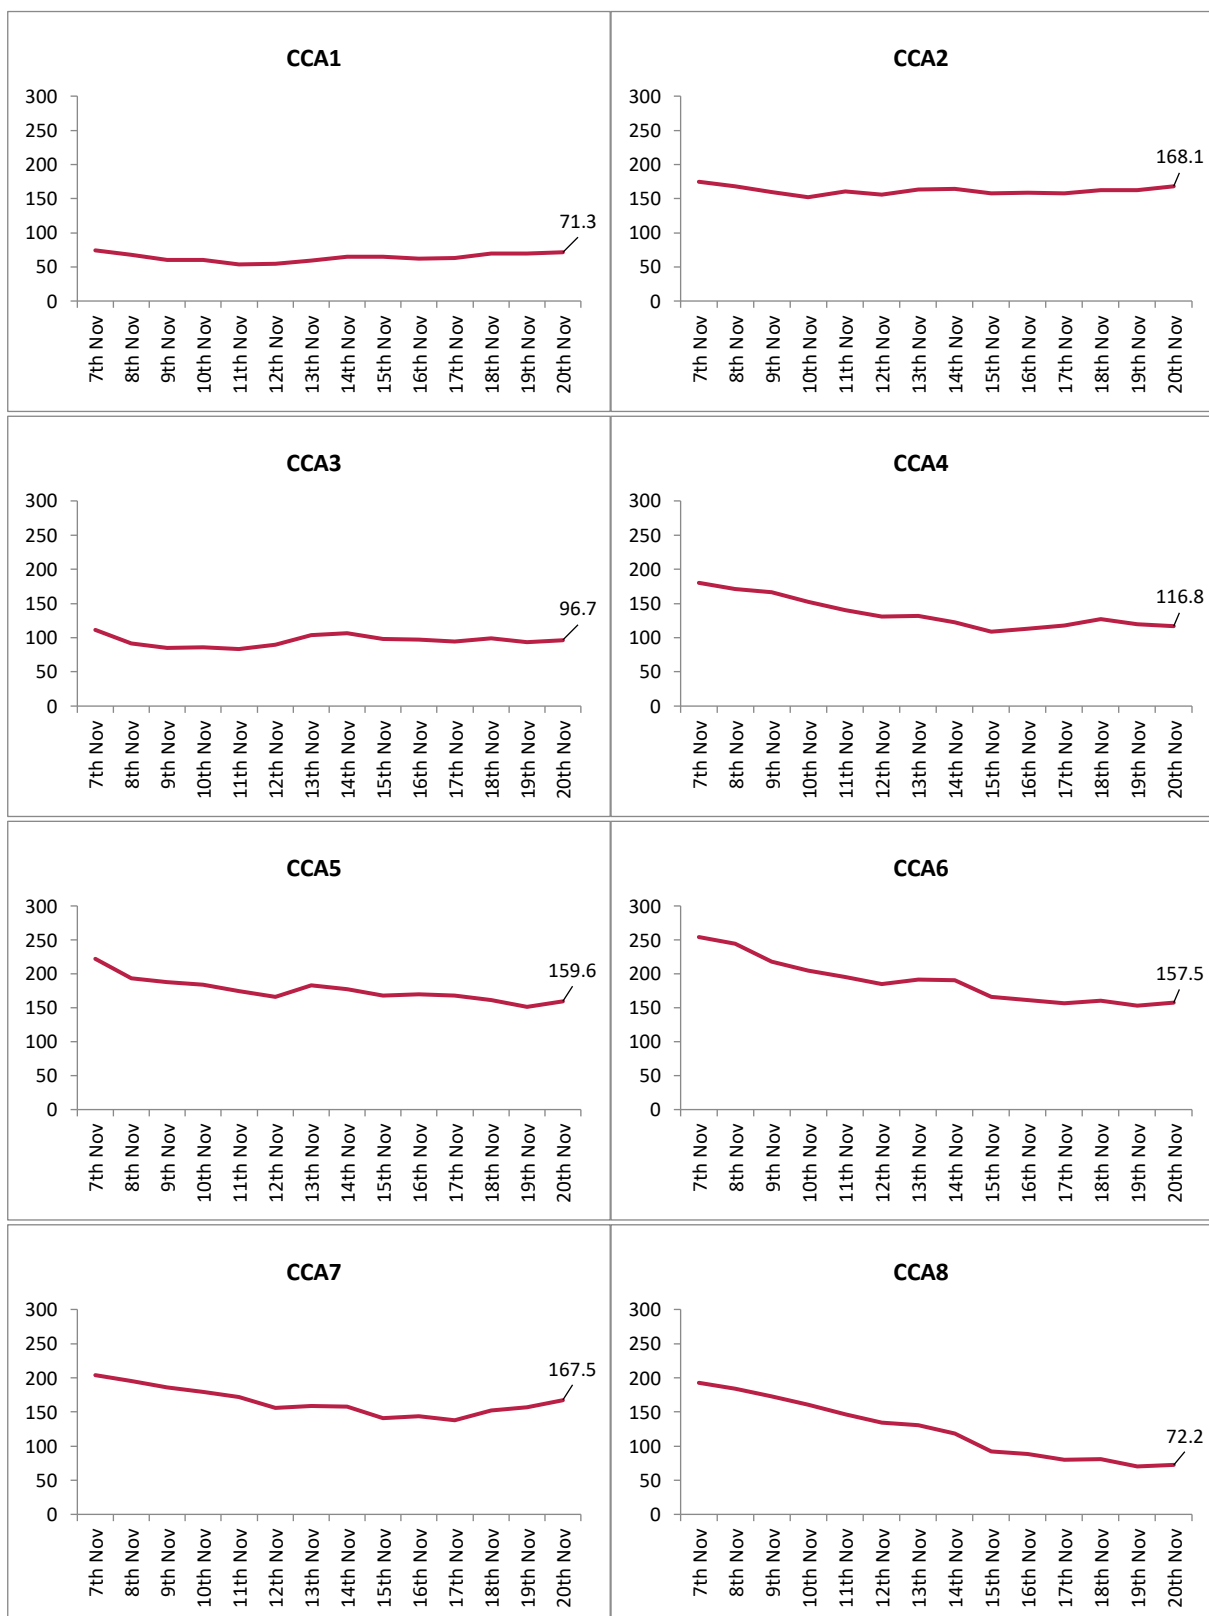 CCA1
300
250
200
150
100
50
0
71.3
7th Nov
8th Nov
9th Nov
10th Nov
11th Nov
12th Nov
13th Nov
14th Nov
15th Nov
16th Nov
17th Nov
18th Nov
19th Nov
20th Nov
CCA2
300
250
200
150
100
50
0
168.1
7th Nov
8th Nov
9th Nov
10th Nov
11th Nov
12th Nov
13th Nov
14th Nov
15th Nov
16th Nov
17th Nov
18th Nov
19th Nov
20th Nov
CCA3
300
250
200
150
100
50
0
96.7
7th Nov
8th Nov
9th Nov
10th Nov
11th Nov
12th Nov
13th Nov
14th Nov
15th Nov
16th Nov
17th Nov
18th Nov
19th Nov
20th Nov
CCA4
300
250
200
150
100
50
0
116.8
7th Nov
8th Nov
9th Nov
10th Nov
11th Nov
12th Nov
13th Nov
14th Nov
15th Nov
16th Nov
17th Nov
18th Nov
19th Nov
20th Nov
CCA5
300
250
200
150
100
50
0
159.6
7th Nov
8th Nov
9th Nov
10th Nov
11th Nov
12th Nov
13th Nov
14th Nov
15th Nov
16th Nov
17th Nov
18th Nov
19th Nov
20th Nov
CCA6
300
250
200
150
100
50
0
157.5
7th Nov
8th Nov
9th Nov
10th Nov
11th Nov
12th Nov
13th Nov
14th Nov
15th Nov
16th Nov
17th Nov
18th Nov
19th Nov
20th Nov
CCA7
300
250
200
150
100
50
0
167.5
7th Nov
8th Nov
9th Nov
10th Nov
11th Nov
12th Nov
13th Nov
14th Nov
15th Nov
16th Nov
17th Nov
18th Nov
19th Nov
20th Nov
CCA8
300
250
200
150
100
50
0
72.2
7th Nov
8th Nov
9th Nov
10th Nov
11th Nov
12th Nov
13th Nov
14th Nov
15th Nov
16th Nov
17th Nov
18th Nov
19th Nov
20th Nov